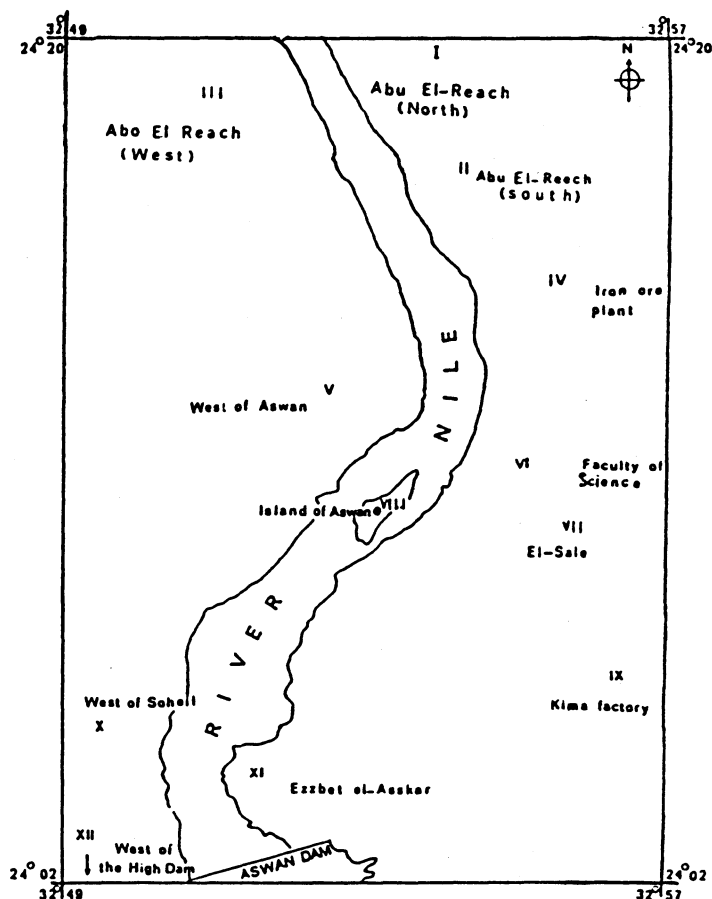 32°49
32°57
24°20
24°20
I
N
III
Abu El-Reach
(North)
Abo El Reach
(West)
II
Abu El-Reech
(south)
IV
Iron ore
plant
NILE
V
West of Aswan
VI
Faculty of
Science
Island of Aswan
VIII
VII
El-Sale
RIVER
IX
West of Soheil
X
Kima factory
XI
Ezzbet el-Asskar
XII
West of
the High Dam
ASWAN DAM
24°02
24°02
32°49
32°57